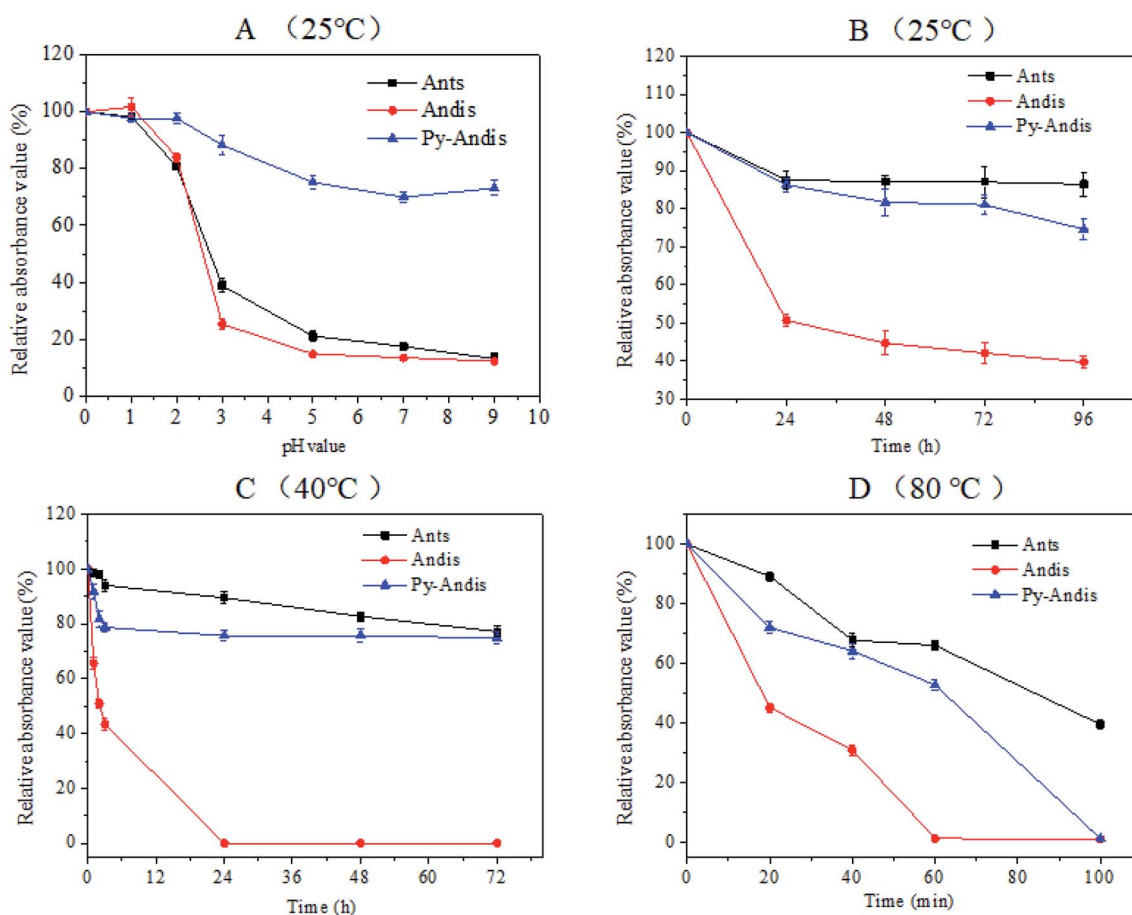 A （25℃）
120
100
80
60
40
20
0
Relative absorbance value (%)
Ants
Andis
Py-Andis
0 1 2 3 4 5 6 7 8 9 10
pH value
B （25℃）
120
110
100
90
80
70
60
50
40
30
Relative absorbance value (%)
Ants
Andis
Py-Andis
0 24 48 72 96
Time (h)
C （40℃ ）
120
100
80
60
40
20
0
Relative absorbance value (%)
Ants
Andis
Py-Andis
0 12 24 36 48 60 72
Time (h)
D （80 ℃ ）
100
80
60
40
20
0
Relative absorbance value (%)
Ants
Andis
Py-Andis
0 20 40 60 80 100
Time (min)